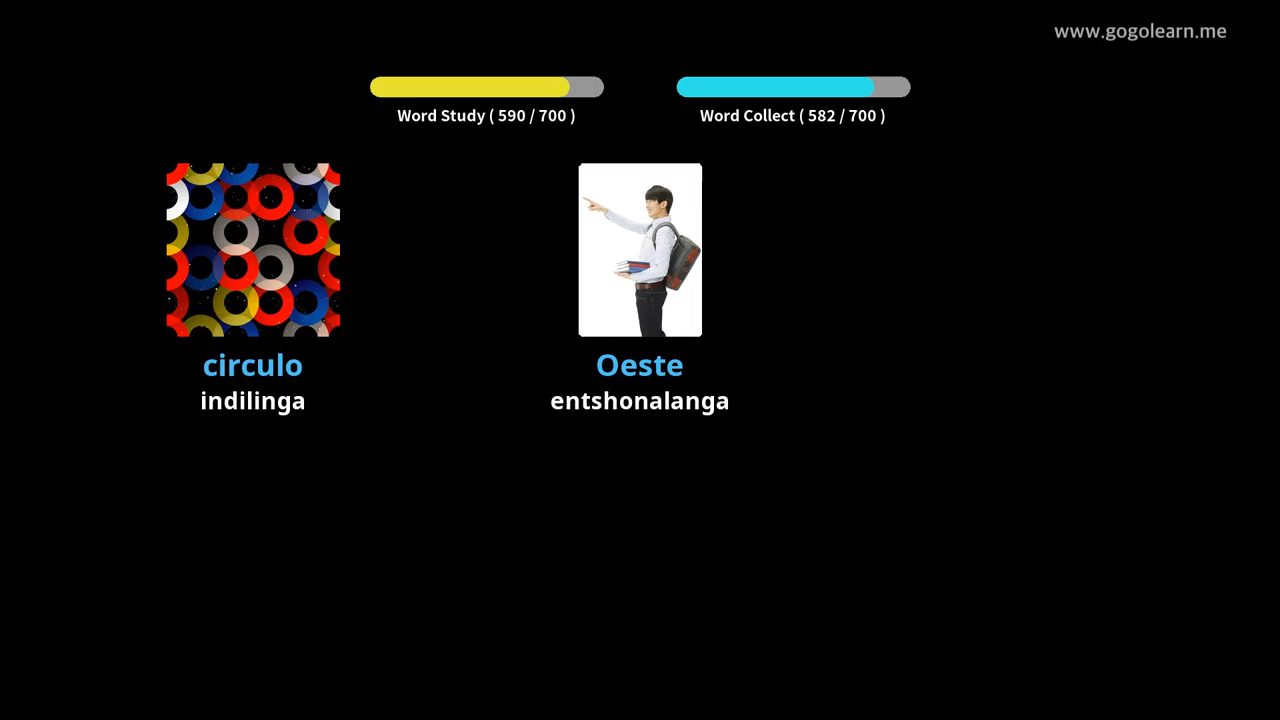 www.gogolearn.me
Word Study ( 590 / 700 )
Word Collect ( 582 / 700 )
circulo
indilinga
Oeste
entshonalanga